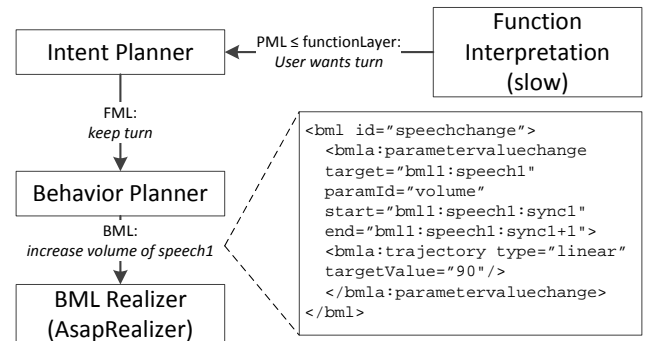 Function
Interpretation
(slow)
PML ≤ functionLayer:
User wants turn
Intent Planner
FML:
keep turn
Behavior Planner
BML:
increase volume of speech1
BML Realizer
(AsapRealizer)
<bml id="speechchange">
<bmla:parametervaluechange
target="bml1:speech1"
paramId="volume"
start="bml1:speech1:sync1"
end="bml1:speech1:sync1+1">
<bmla:trajectory type="linear"
targetValue="90"/>
</bmla:parametervaluechange>
</bml>